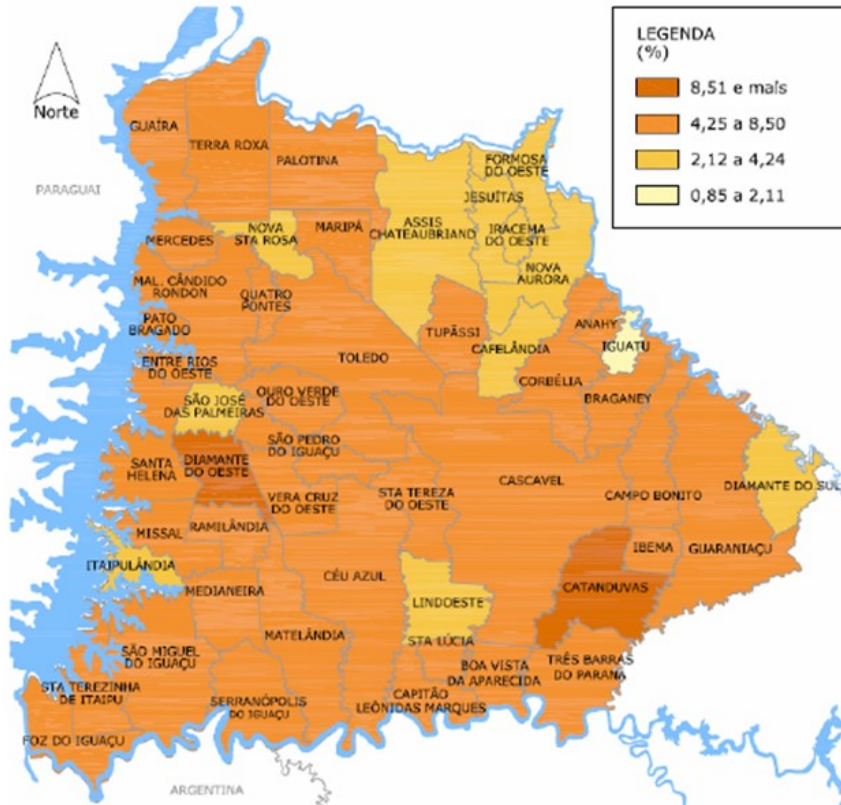 LEGENDA
(%)
8,51 e mais
4,25 a 8,50
2,12 a 4,24
0,85 a 2,11
Norte
PARAGUAI
GUAÍRA
TERRA ROXA
PALOTINA
FORMOSA
DO OESTE
JESUÍTAS
ASSIS
CHATEAUBRIAND
IRACEMA
DO OESTE
NOVA
STA ROSA
MARIPÁ
MERCEDES
NOVA
AURORA
MAL. CÂNDIDO
RONDON
QUATRO
PONTES
PATO
BRAGADO
TUPÃSSI
ANAHY
IGUATU
CAFELÂNDIA
TOLEDO
ENTRE RIOS
DO OESTE
CORBÉLIA
OURO VERDE
DO OESTE
BRAGANEY
SÃO JOSÉ
DAS PALMEIRAS
SÃO PEDRO
DO IGUAÇU
DIAMANTE
DO OESTE
SANTA
HELENA
CASCAVEL
DIAMANTE DO SUL
VERA CRUZ
DO OESTE
STA TEREZA
DO OESTE
CAMPO BONITO
RAMILÂNDIA
MISSAL
IBEMA
GUARANIAÇU
ITAIPULÂNDIA
CÉU AZUL
CATANDUVAS
MEDIANEIRA
LINDOESTE
MATELÂNDIA
STA LÚCIA
SÃO MIGUEL
DO IGUAÇU
BOA VISTA
DA APARECIDA
TRÊS BARRAS
DO PARANA
STA TEREZINHA
DE ITAIPU
SERRANÓPOLIS
DO IGUAÇU
CAPITÃO
LEÔNIDAS MARQUES
FOZ DO IGUAÇU
ARGENTINA